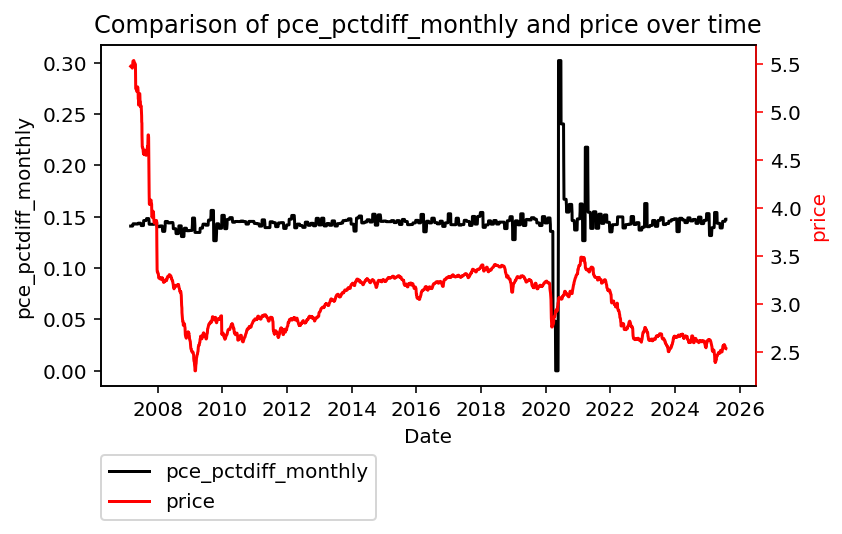 Comparison of pce_pctdiff_monthly and price over time
pce_pctdiff_monthly
0.30
0.25
0.20
0.15
0.10
0.05
0.00
5.5
5.0
4.5
4.0
3.5
3.0
2.5
price
2008 2010 2012 2014 2016 2018 2020 2022 2024 2026
Date
pce_pctdiff_monthly
price